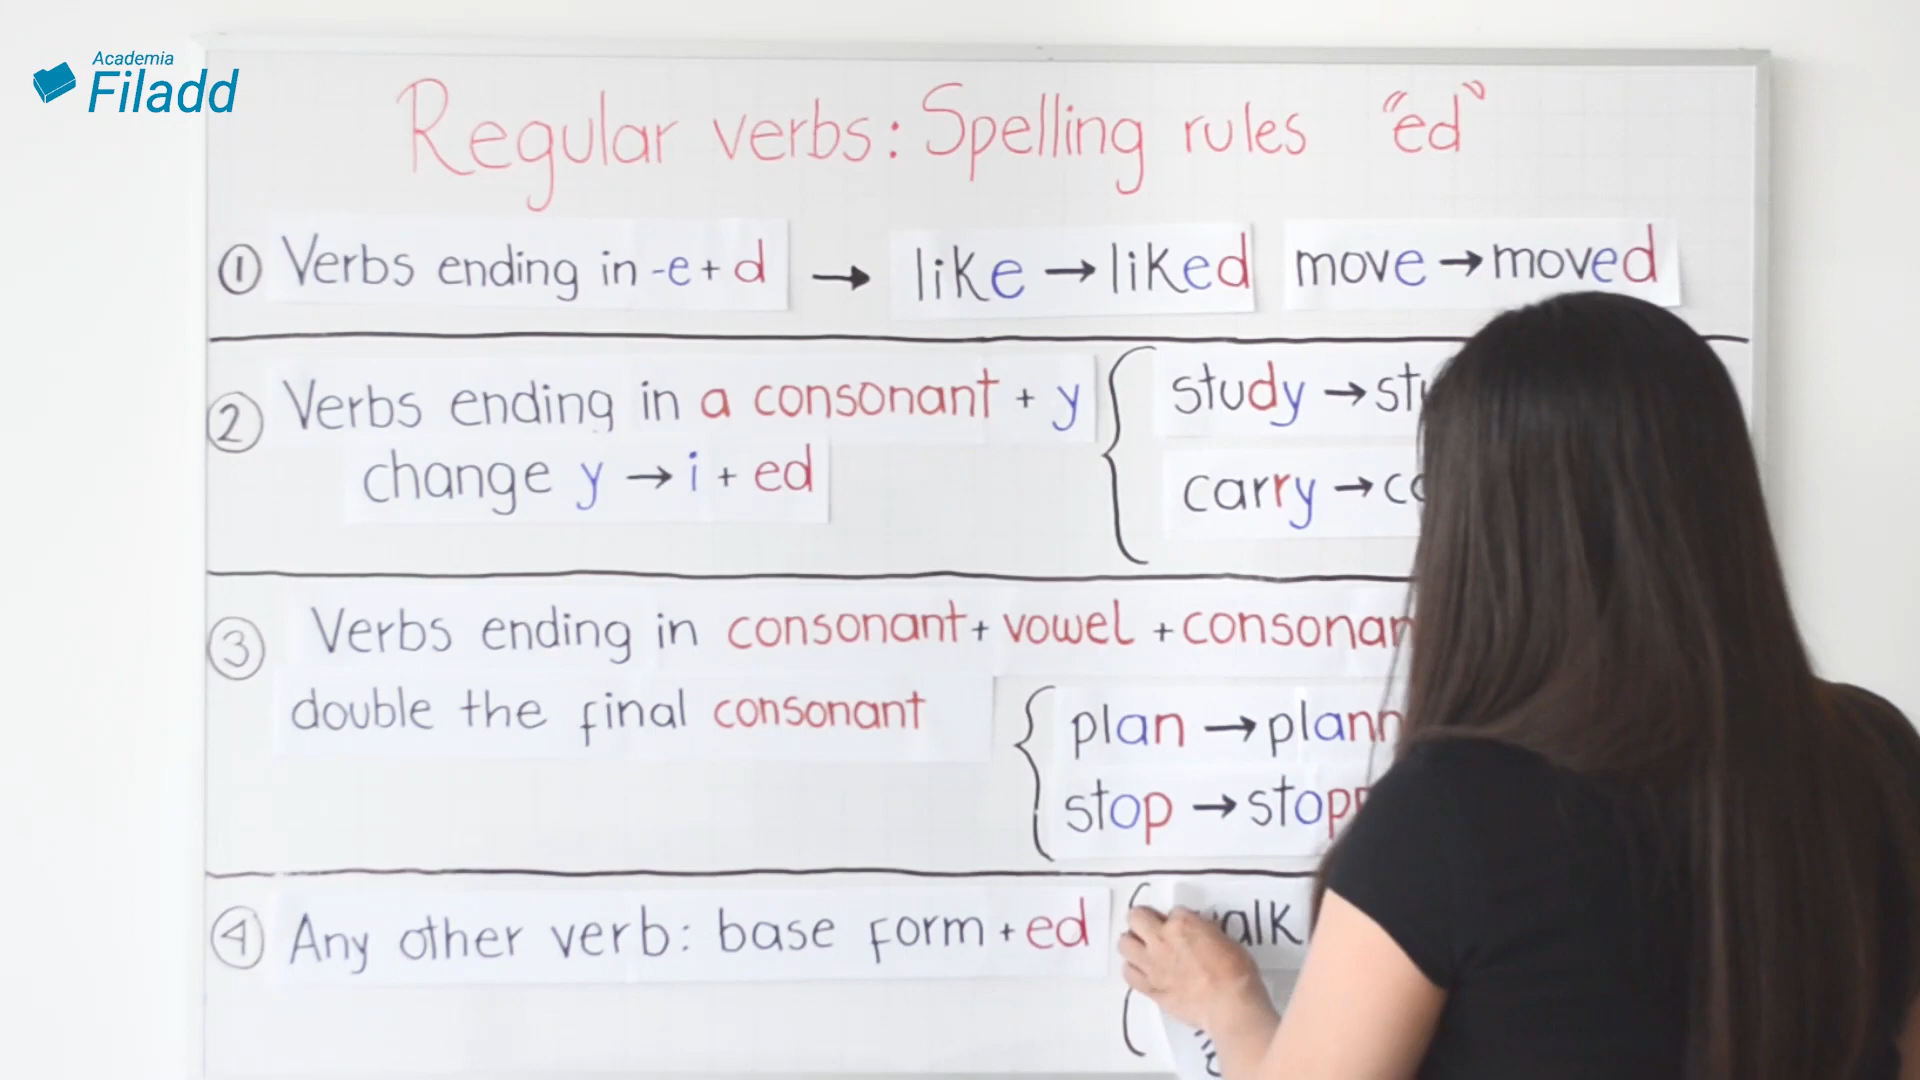 Academia
Filadd
Regular verbs: Spelling rules "ed"
① Verbs ending in -e + d → like → liked move → moved
② Verbs ending in a consonant + y
change y → i + ed
study →
carry →
③ Verbs ending in consonant + vowel + consonan
double the final consonant
plan → plann
stop → stopp
④ Any other verb: base form + ed